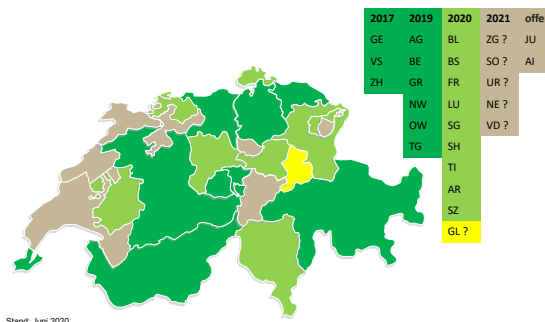 2017 2019 2020 2021 offe
GE AG BL ZG ? JU
VS BE BS SO ? AI
ZH GR FR UR ?
NW LU NE ?
OW SG VD ?
TG SH
TI
AR
SZ
GL ?
Stand: Juni 2020